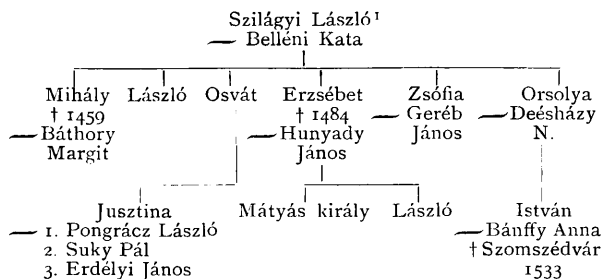 Szilágyi László¹
Belléni Kata
Mihály László Osvát Erzsébet Zsófia Orsolya
† 1459 † 1484 Geréb Deésházy
Báthory Hunyady János N.
Margit János
Jusztina Mátyás király László István
1. Pongrácz László Bánffy Anna
2. Suky Pál † Szomszédvár
3. Erdélyi János 1533